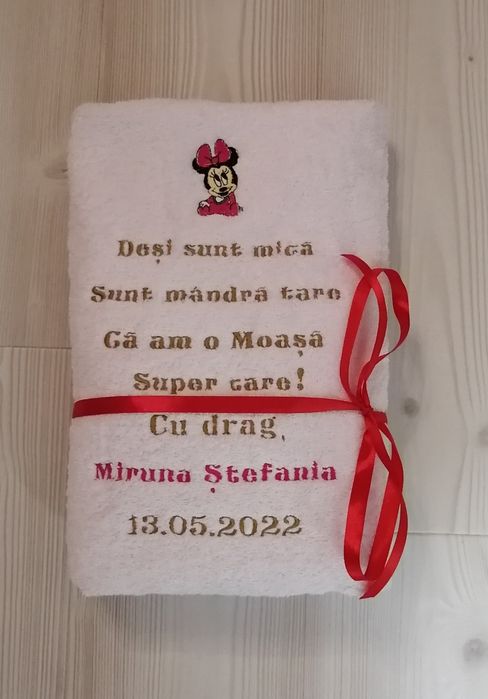 Deși sunt mică
Sunt mândră tare
Că am o Moașă
Super tare!
Cu drag,
Miruna Ștefania
13.05.2022